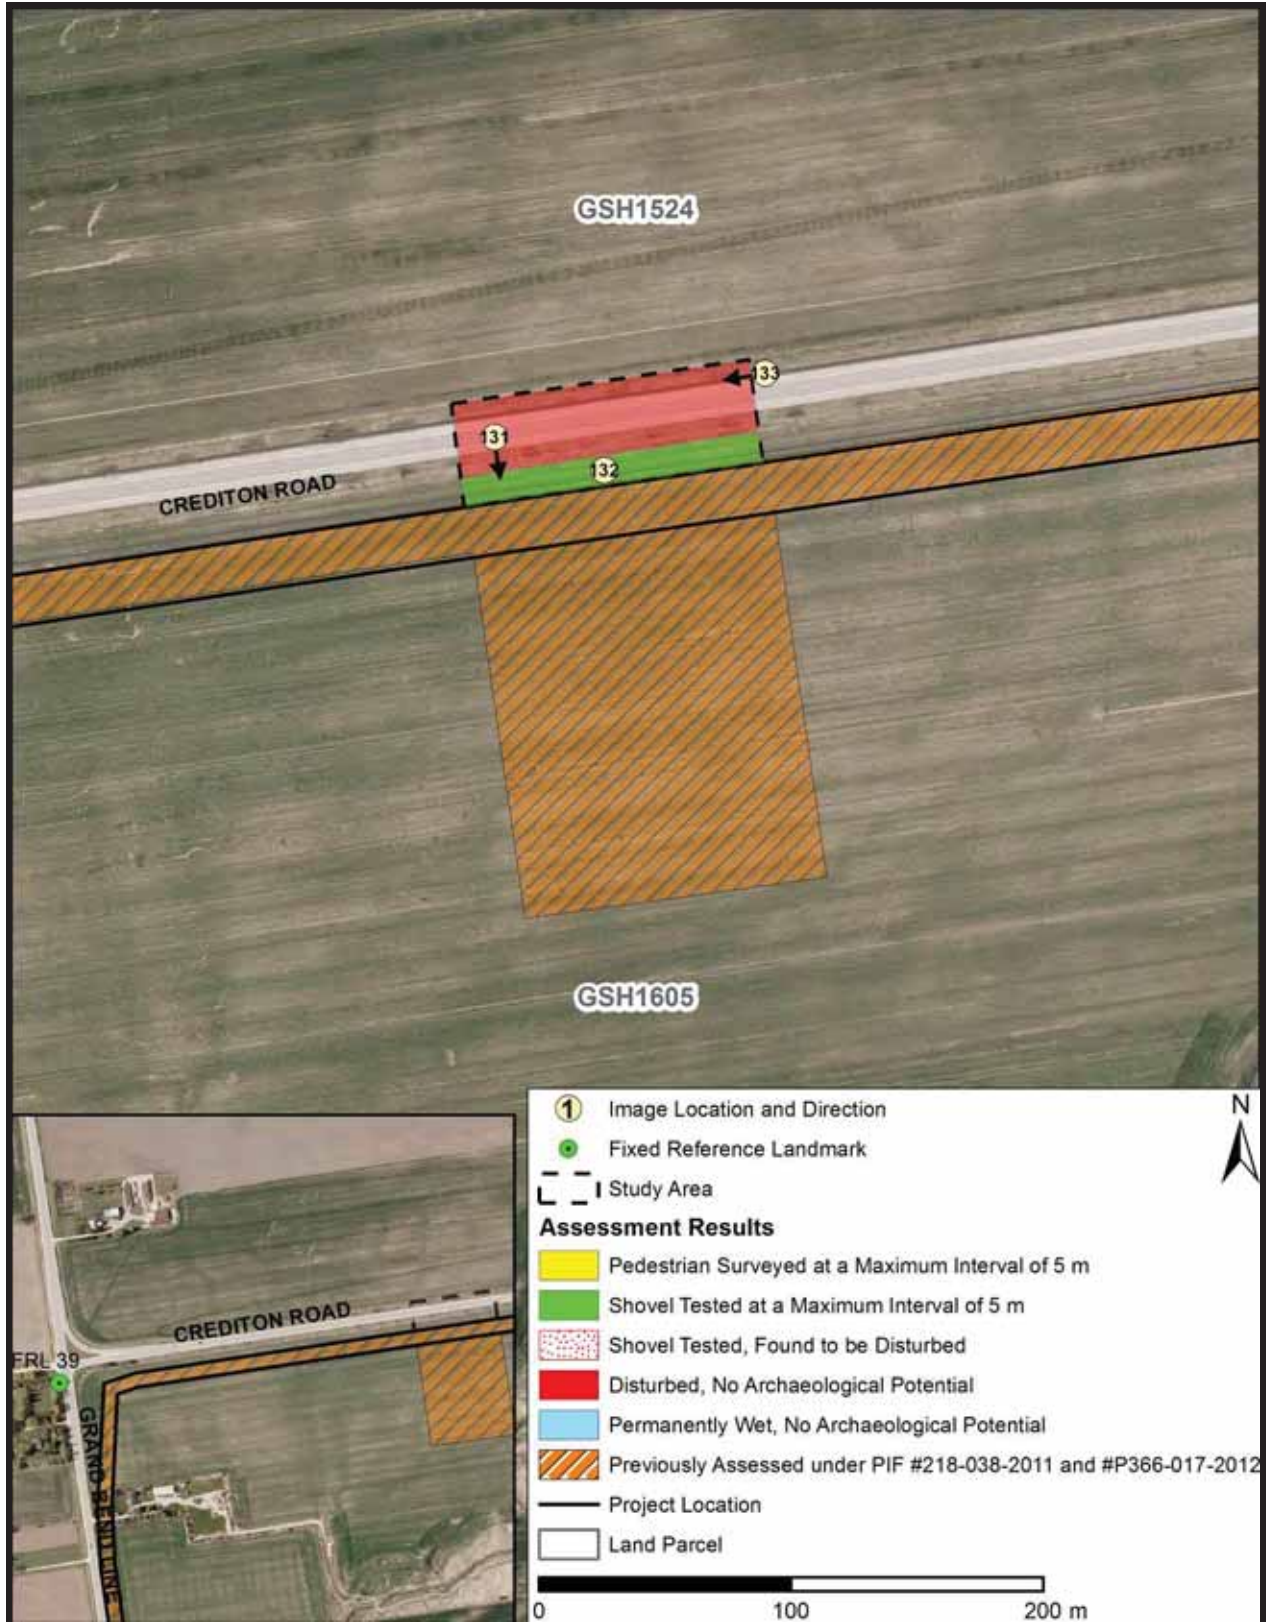 GSH1524
133
131
132
CREDITON ROAD
GSH1605
CREDITON ROAD
FRL 39
GRAND BEND LINE
1 Image Location and Direction
N
Fixed Reference Landmark
Study Area
Assessment Results
Pedestrian Surveyed at a Maximum Interval of 5 m
Shovel Tested at a Maximum Interval of 5 m
Shovel Tested, Found to be Disturbed
Disturbed, No Archaeological Potential
Permanently Wet, No Archaeological Potential
Previously Assessed under PIF #218-038-2011 and #P366-017-2012
Project Location
Land Parcel
0 100 200 m